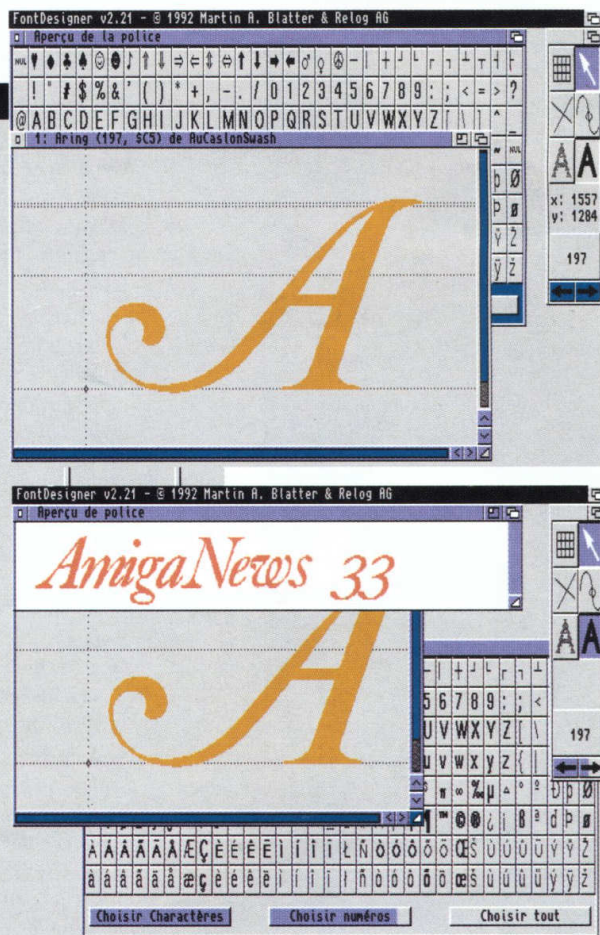 FontDesigner v2.21 - © 1992 Martin A. Blatter & Relog AG
Aperçu de la police
! " # $ % & ' ( ) * + , - . / 0 1 2 3 4 5 6 7 8 9 : ; < = > ?
@ A B C D E F G H I J K L M N O P Q R S T U V W X Y Z [ \ ] ^ _
1: Aring (197, $C5) de AuCaslonSwash
A
x: 1557
y: 1284
197
FontDesigner v2.21 - © 1992 Martin A. Blatter & Relog AG
Aperçu de police
AmigaNews 33
A
5 6 7 8 9 : ; <
U V W X Y Z [ \
u v w x y z { |
197
Choisir Charactères
Choisir numéros
Choisir tout